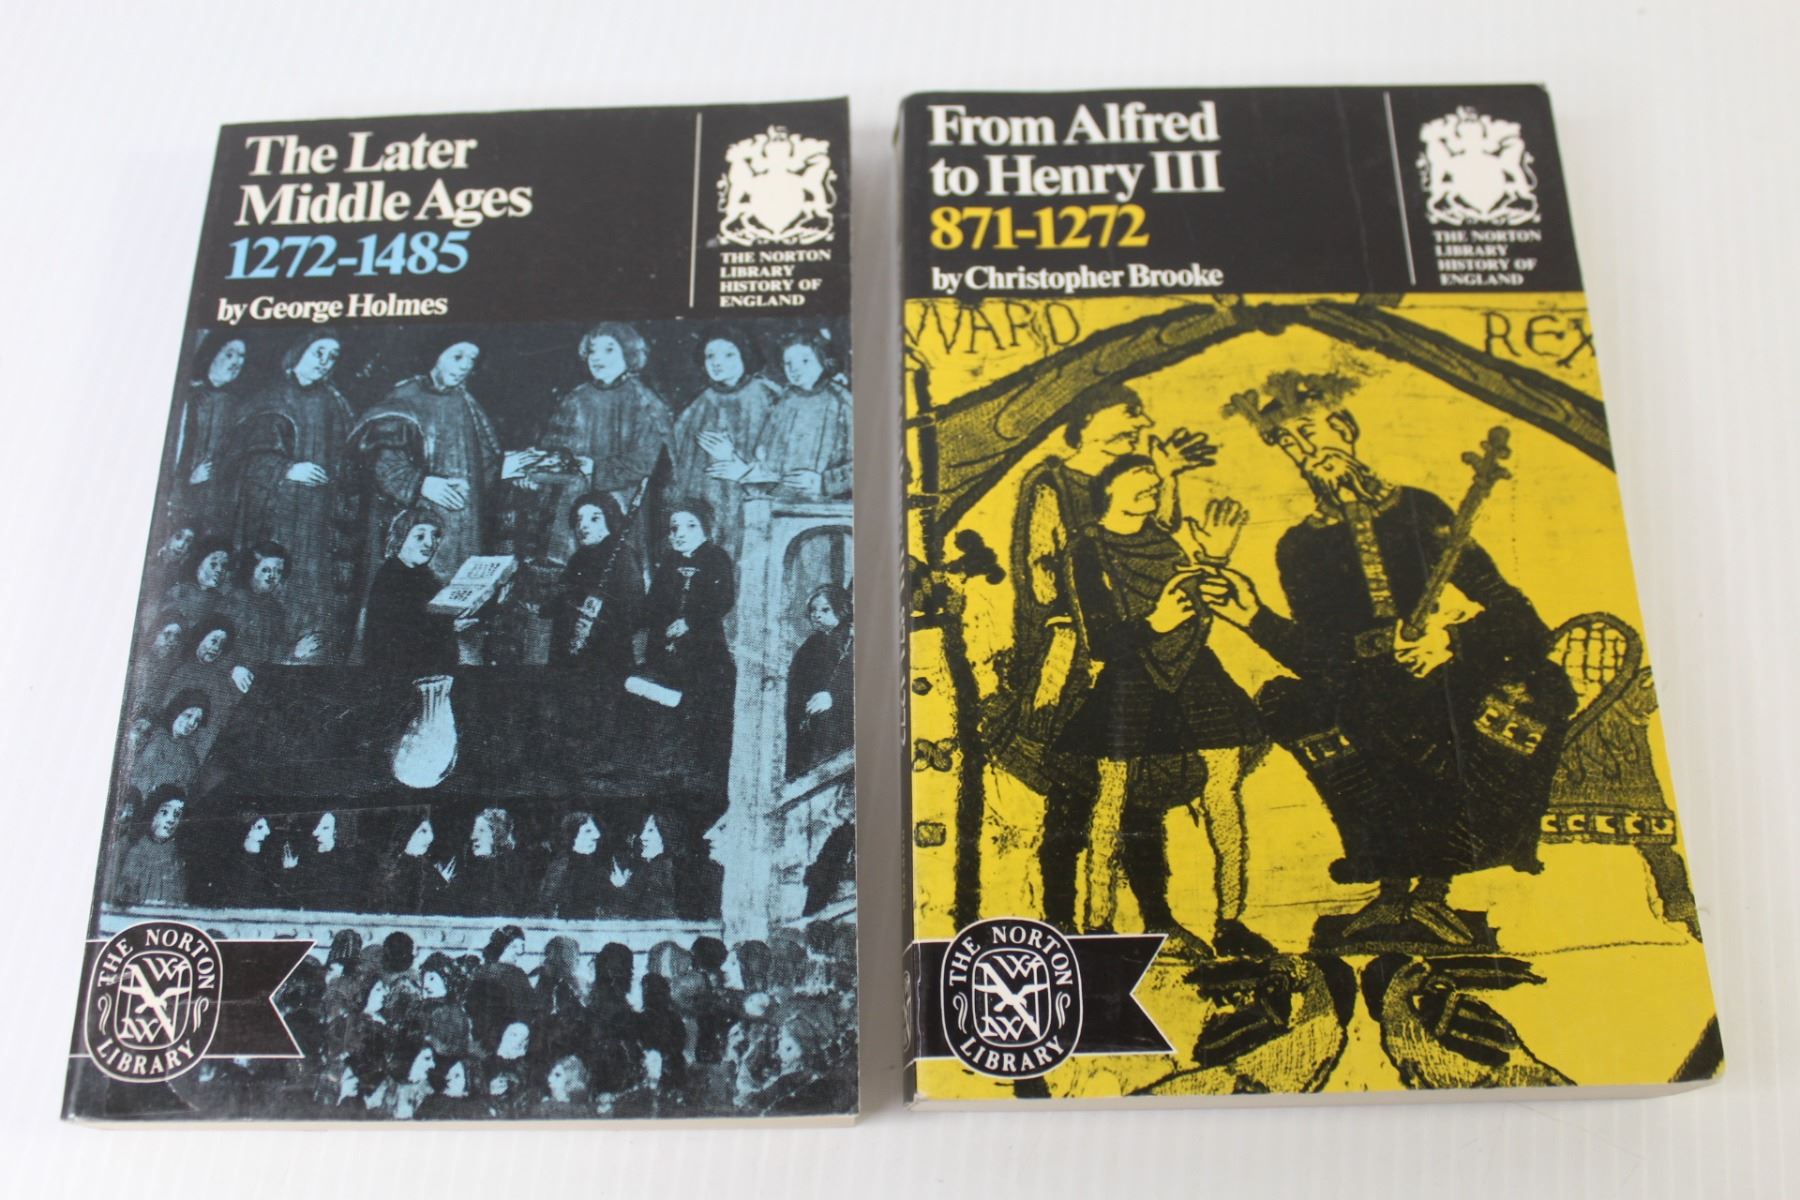 The Later
Middle Ages
1272-1485
by George Holmes
THE NORTON
LIBRARY
HISTORY OF
ENGLAND
THE NORTON
LIBRARY
From Alfred
to Henry III
871-1272
by Christopher Brooke
THE NORTON
LIBRARY
HISTORY OF
ENGLAND
WARD
REX
THE NORTON
LIBRARY